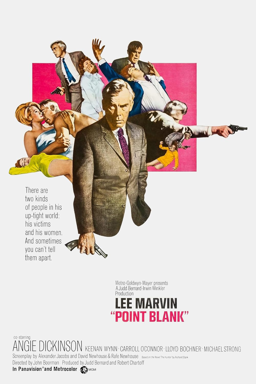 There are
two kinds
of people in his
up-tight world:
his victims
and his women.
And sometimes
you can't tell
them apart.
Metro-Goldwyn-Mayer presents
A Judd Bernard-Irwin Winkler
Production
LEE MARVIN
"POINT BLANK"
co-starring
ANGIE DICKINSON KEENAN WYNN CARROLL O'CONNOR LLOYD BOCHNER MICHAEL STRONG
Screenplay by Alexander Jacobs and David Newhouse & Rafe Newhouse
Directed by John Boorman Produced by Judd Bernard and Robert Chartoff
In Panavision® and Metrocolor MGM